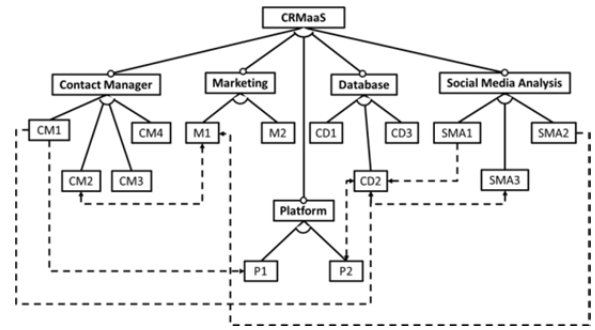 CRMaaS
Contact Manager
Marketing
Database
Social Media Analysis
CM1
CM4
M1
M2
CD1
CD3
SMA1
SMA2
CM2
CM3
CD2
SMA3
Platform
P1
P2